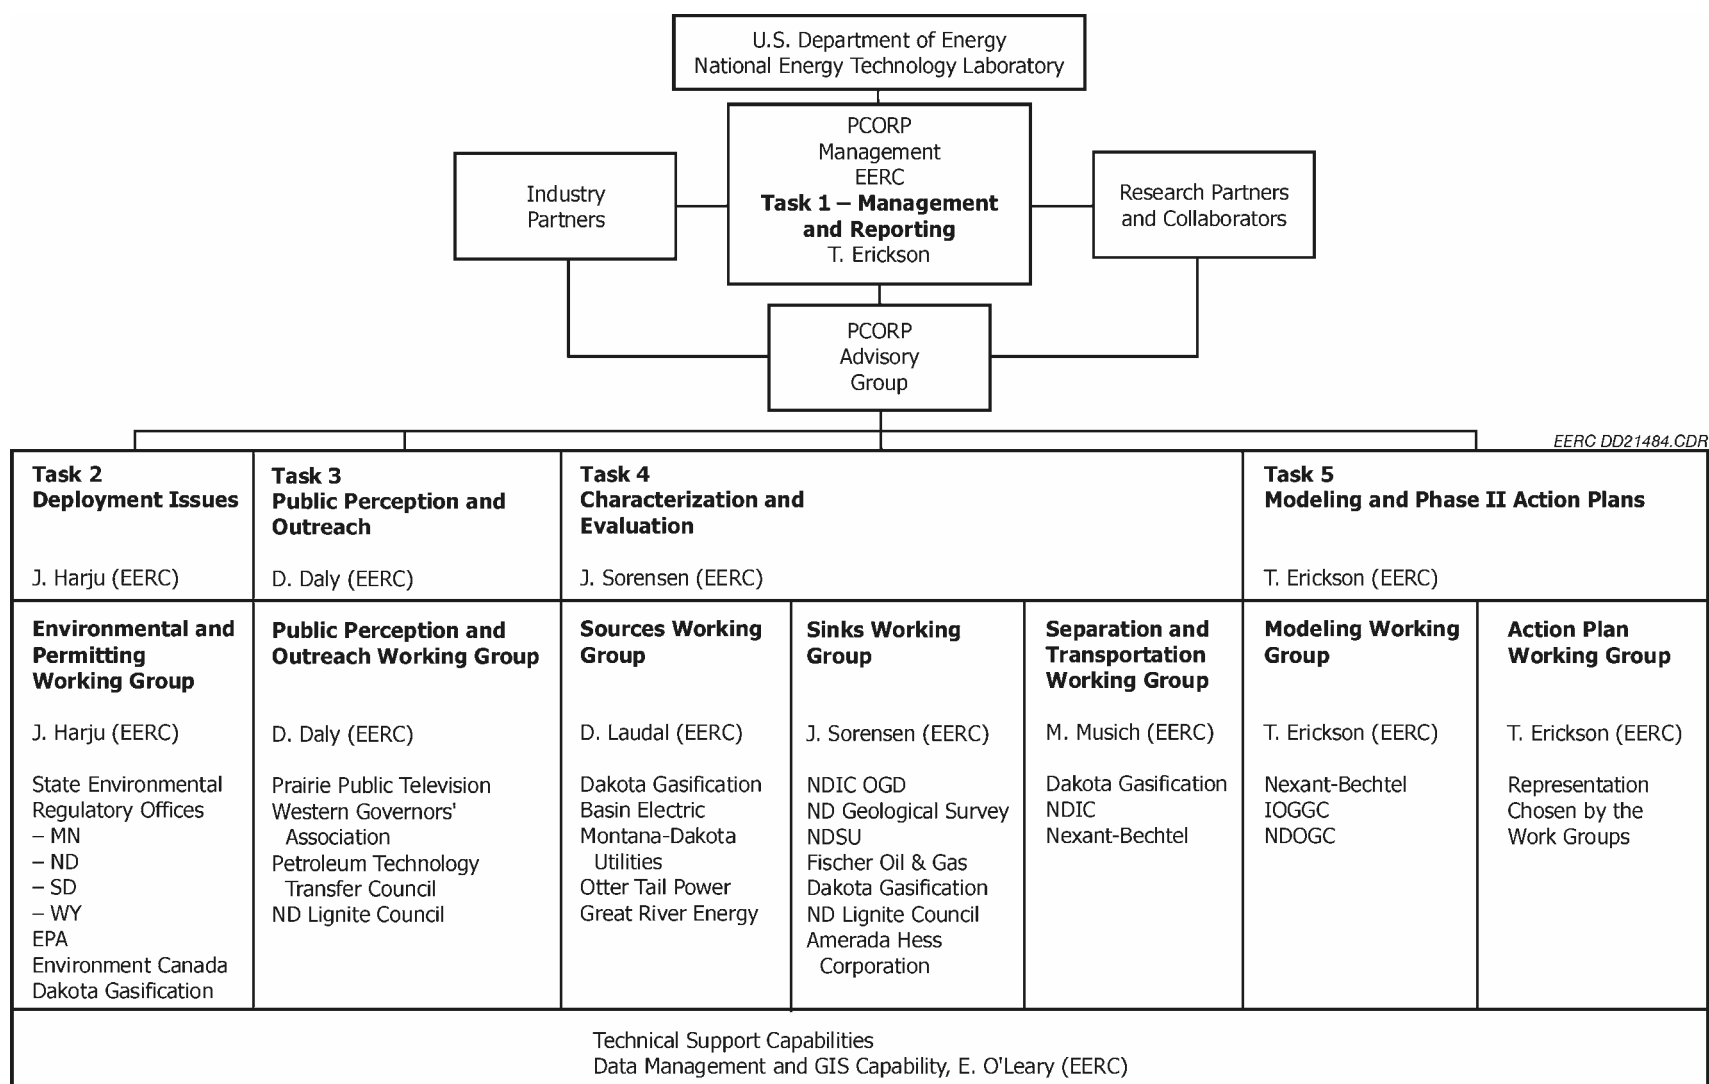 U.S. Department of Energy
National Energy Technology Laboratory
PCORP
Management
EERC
Task 1 – Management
and Reporting
T. Erickson
Industry
Partners
Research Partners
and Collaborators
PCORP
Advisory
Group
EERC DD21484.CDR
Task 2
Deployment Issues
J. Harju (EERC)
Task 3
Public Perception and
Outreach
D. Daly (EERC)
Task 4
Characterization and
Evaluation
J. Sorensen (EERC)
Task 5
Modeling and Phase II Action Plans
T. Erickson (EERC)
Environmental and
Permitting
Working Group
J. Harju (EERC)
State Environmental
Regulatory Offices
– MN
– ND
– SD
– WY
EPA
Environment Canada
Dakota Gasification
Public Perception and
Outreach Working Group
D. Daly (EERC)
Prairie Public Television
Western Governors'
Association
Petroleum Technology
Transfer Council
ND Lignite Council
Sources Working
Group
D. Laudal (EERC)
Dakota Gasification
Basin Electric
Montana-Dakota
Utilities
Otter Tail Power
Great River Energy
Sinks Working
Group
J. Sorensen (EERC)
NDIC OGD
ND Geological Survey
NDSU
Fischer Oil & Gas
Dakota Gasification
ND Lignite Council
Amerada Hess
Corporation
Separation and
Transportation
Working Group
M. Musich (EERC)
Dakota Gasification
NDIC
Nexant-Bechtel
Modeling Working
Group
T. Erickson (EERC)
Nexant-Bechtel
IOGGC
NDOGC
Action Plan
Working Group
T. Erickson (EERC)
Representation
Chosen by the
Work Groups
Technical Support Capabilities
Data Management and GIS Capability, E. O'Leary (EERC)